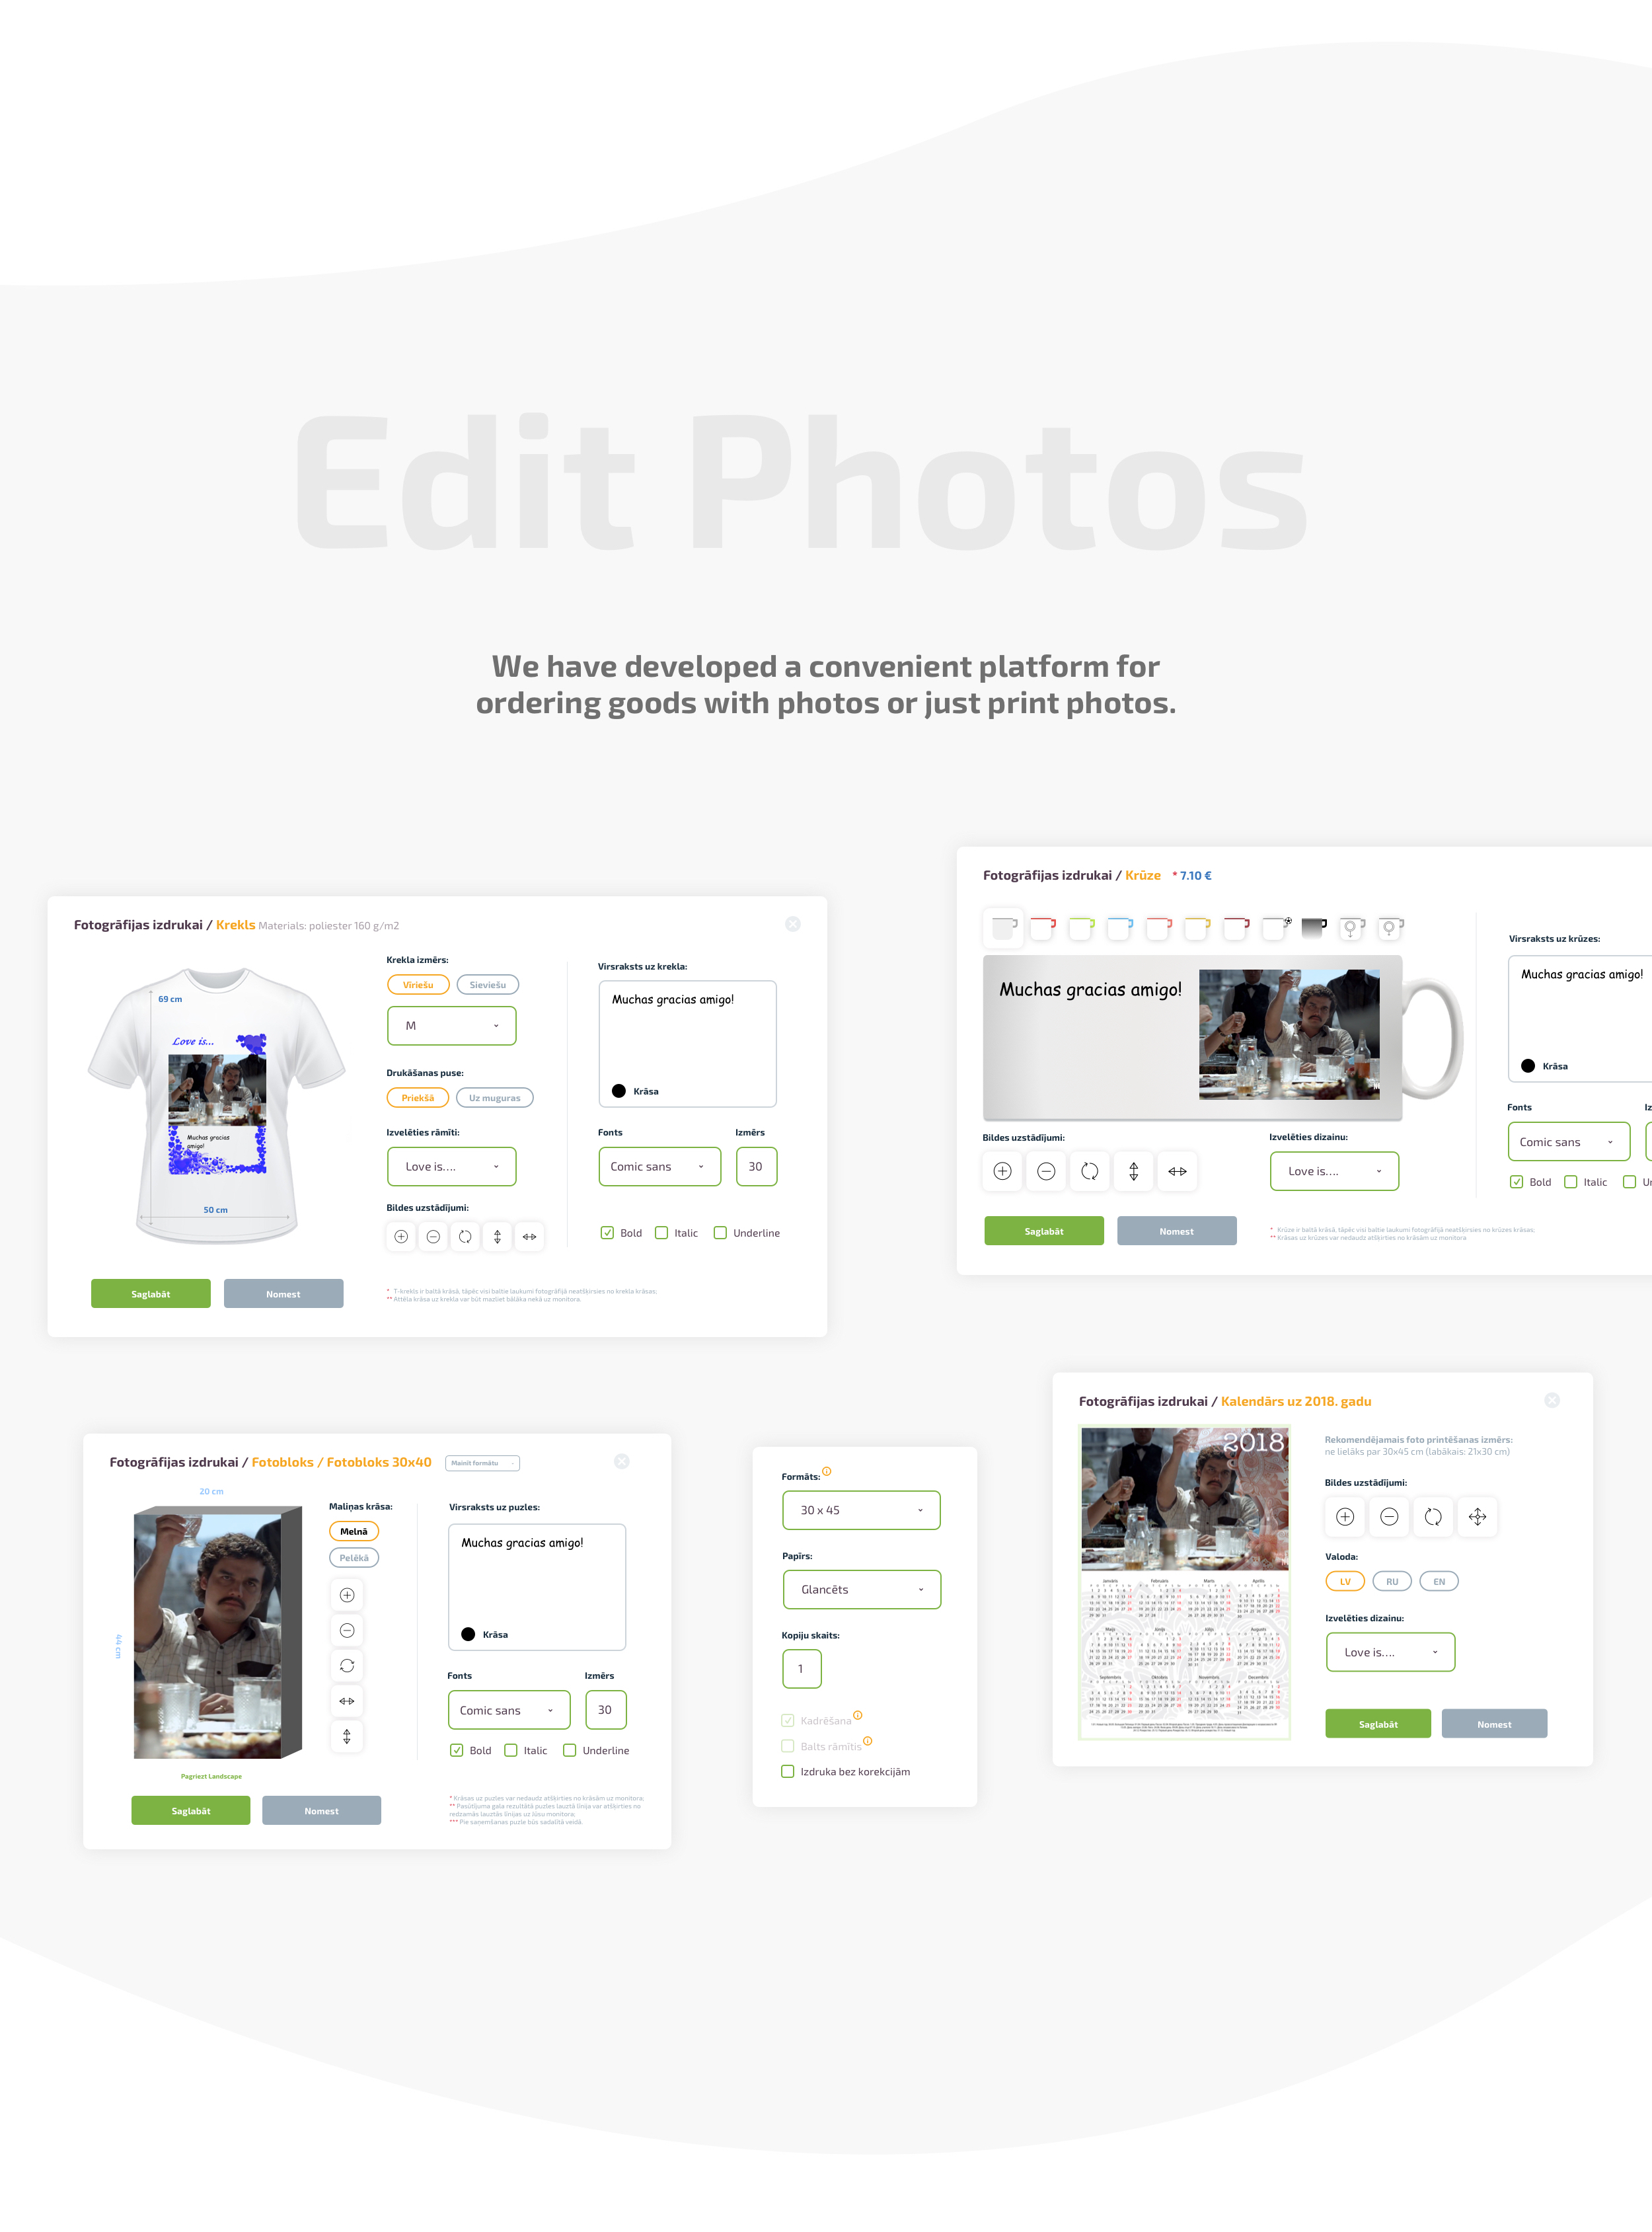 Edit Photos
We have developed a convenient platform for
ordering goods with photos or just print photos.
Fotogrāfijas izdrukai / Krekls Materials: poliester 160 g/m2
69 cm
Love is...
Muchas gracias
amigo!
50 cm
Krekla izmērs:
Vīriešu
Sieviešu
M
Drukāšanas puse:
Priekšā
Uz muguras
Izvelēties rāmīti:
Love is....
Bildes uzstādījumi:
Virsraksts uz krekla:
Muchas gracias amigo!
Krāsa
Fonts
Izmērs
Comic sans
30
Bold
Italic
Underline
Saglabāt
Nomest
* T-krekls ir baltā krāsā, tāpēc visi baltie laukumi fotogrāfijā neatšķirsies no krekla krāsas;
** Attēla krāsa uz krekla var būt mazliet bālāka nekā uz monitora.
Fotogrāfijas izdrukai / Krūze * 7.10 €
Muchas gracias amigo!
Bildes uzstādījumi:
Izvelēties dizainu:
Love is....
Saglabāt
Nomest
* Krūze ir baltā krāsā, tāpēc visi baltie laukumi fotogrāfijā neatšķirsies no krūzes krāsas;
** Krāsas uz krūzes var nedaudz atšķirties no krāsām uz monitora
Virsraksts uz krūzes:
Muchas gracias amigo!
Krāsa
Fonts
Iz
Comic sans
Bold
Italic
Un
Fotogrāfijas izdrukai / Fotobloks / Fotobloks 30x40
Mainīt formātu
20 cm
44 cm
Pagriezt Landscape
Maliņas krāsa:
Melnā
Pelēkā
Virsraksts uz puzles:
Muchas gracias amigo!
Krāsa
Fonts
Izmērs
Comic sans
30
Bold
Italic
Underline
Saglabāt
Nomest
* Krāsas uz puzles var nedaudz atšķirties no krāsām uz monitora;
** Pasūtījuma gala rezultātā puzles lauztā līnija var atšķirties no
redzamās lauztās līnijas uz Jūsu monitora;
*** Pie saņemšanas puzle būs sadalītā veidā.
Formāts:
30 x 45
Papīrs:
Glancēts
Kopiju skaits:
1
Kadrēšana
Balts rāmītis
Izdruka bez korekcijām
Fotogrāfijas izdrukai / Kalendārs uz 2018. gadu
2018
Rekomendējamais foto printēšanas izmērs:
ne lielāks par 30x45 cm (labākais: 21x30 cm)
Bildes uzstādījumi:
Valoda:
LV
RU
EN
Izvelēties dizainu:
Love is....
Saglabāt
Nomest